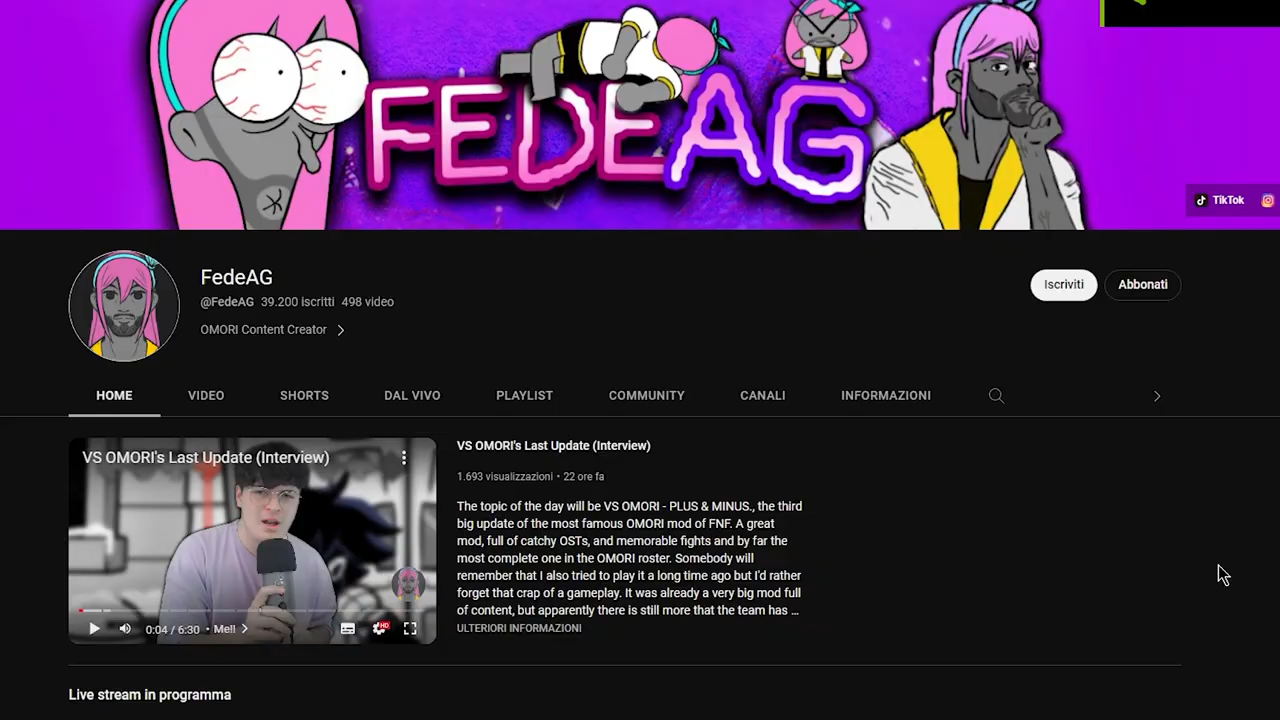 FEDEAG
TikTok
FedeAG
@FedeAG 39.200 iscritti 498 video
OMORI Content Creator
Iscriviti
Abbonati
HOME VIDEO SHORTS DAL VIVO PLAYLIST COMMUNITY CANALI INFORMAZIONI
VS OMORI's Last Update (Interview)
0:04 / 6:30 • Mell
HD
VS OMORI's Last Update (Interview)
1.693 visualizzazioni • 22 ore fa
The topic of the day will be VS OMORI - PLUS & MINUS., the third
big update of the most famous OMORI mod of FNF. A great
mod, full of catchy OSTs, and memorable fights and by far the
most complete one in the OMORI roster. Somebody will
remember that I also tried to play it a long time ago but I'd rather
forget that crap of a gameplay. It was already a very big mod full
of content, but apparently there is still more that the team has ...
ULTERIORI INFORMAZIONI
Live stream in programma